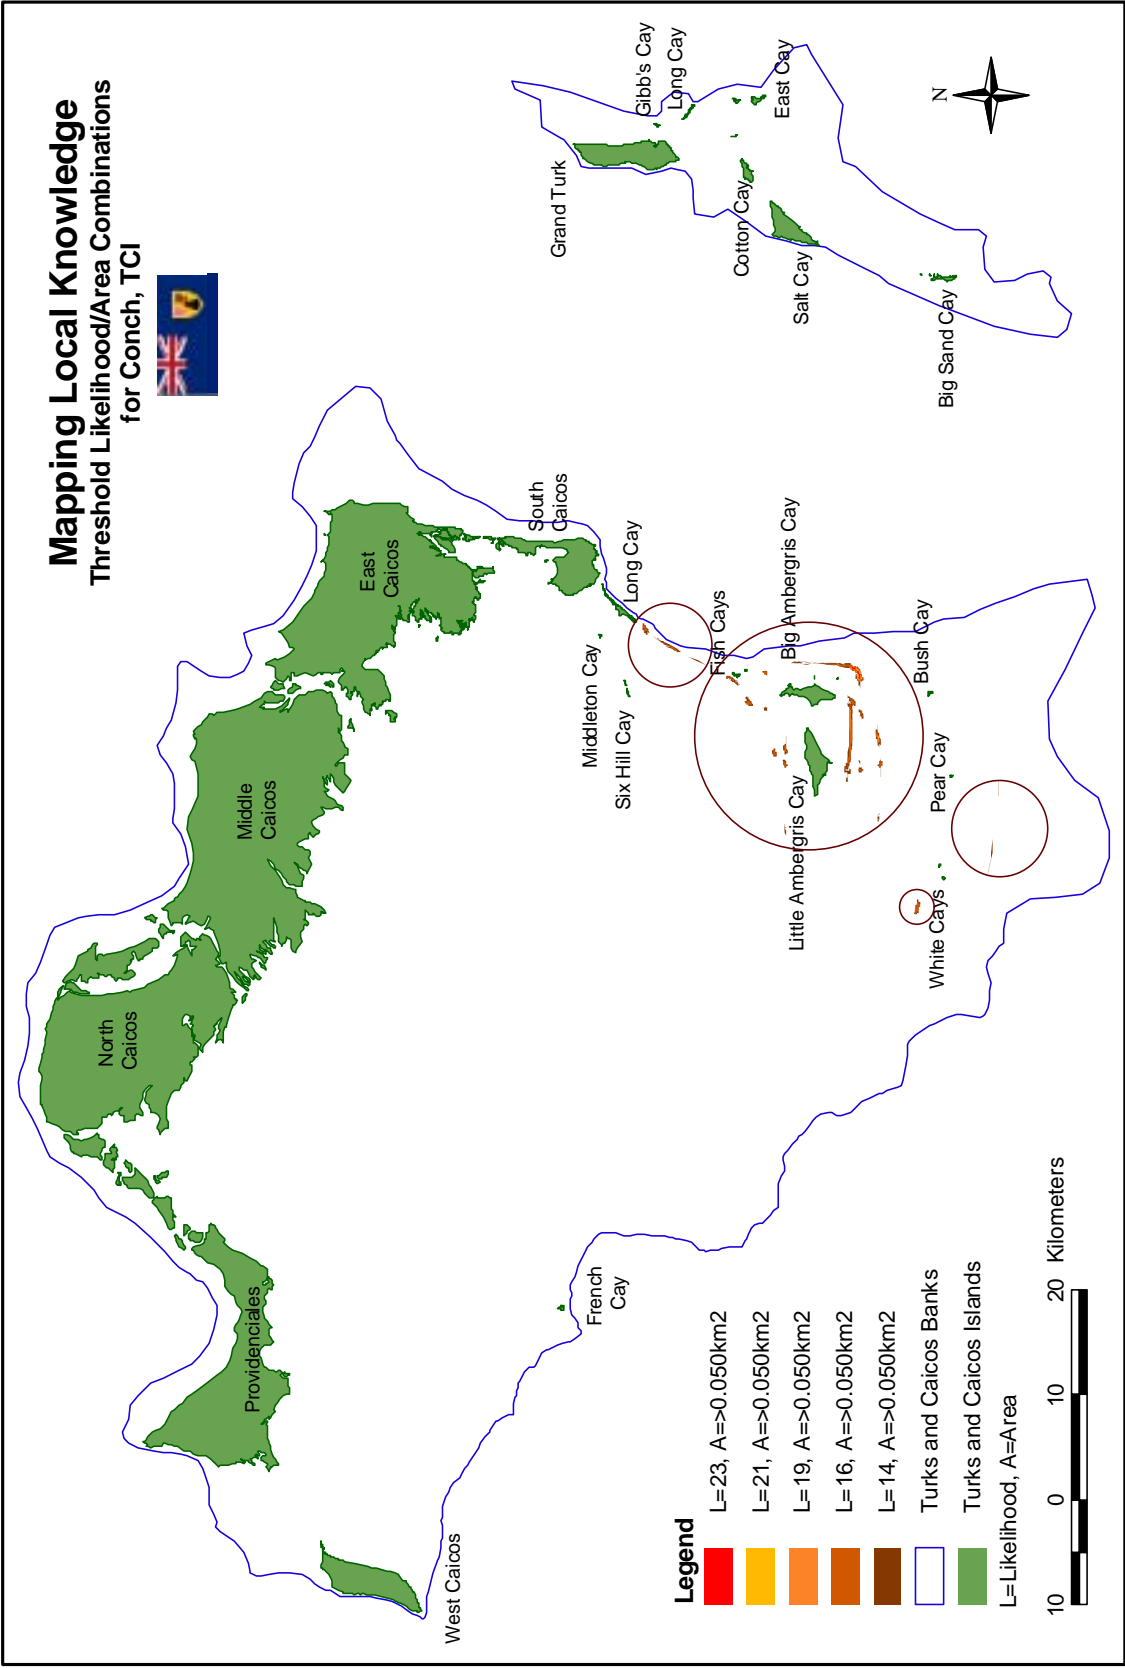 Mapping Local Knowledge
Threshold Likelihood/Area Combinations
for Conch, TCI
N
Gibb's Cay
Long Cay
East Cay
Grand Turk
Cotton Cay
Salt Cay
Big Sand Cay
South
Caicos
East
Caicos
Long Cay
Middleton Cay
Six Hill Cay
Fish Cays
Big Ambergris Cay
Bush Cay
Little Ambergris Cay
Pear Cay
White Cays
Middle
Caicos
North
Caicos
Providenciales
West Caicos
French
Cay
Legend
L=23, A=>0.050km2
L=21, A=>0.050km2
L=19, A=>0.050km2
L=16, A=>0.050km2
L=14, A=>0.050km2
Turks and Caicos Banks
Turks and Caicos Islands
L=Likelihood, A=Area
10 0 10 20 Kilometers